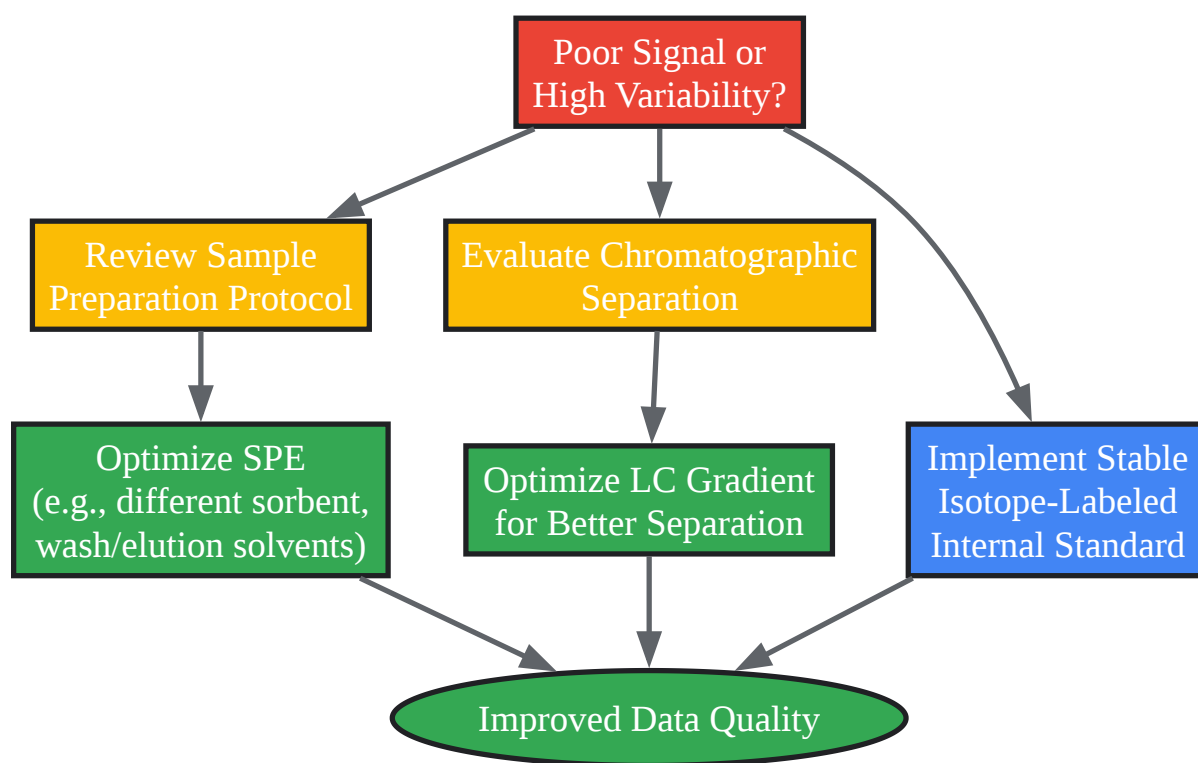 Poor Signal or
High Variability?
Review Sample
Preparation Protocol
Evaluate Chromatographic
Separation
Optimize SPE
(e.g., different sorbent,
wash/elution solvents)
Optimize LC Gradient
for Better Separation
Implement Stable
Isotope-Labeled
Internal Standard
Improved Data Quality